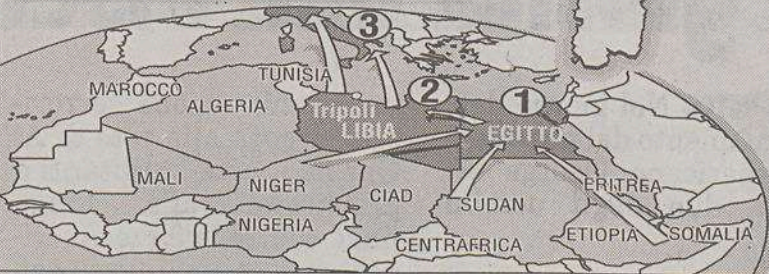 3
MAROCCO
TUNISIA
ALGERIA
Tripoli
LIBIA
2
1
EGITTO
MALI
NIGER
CIAD
SUDAN
ERITREA
NIGERIA
CENTRAFRICA
ETIOPIA
SOMALIA